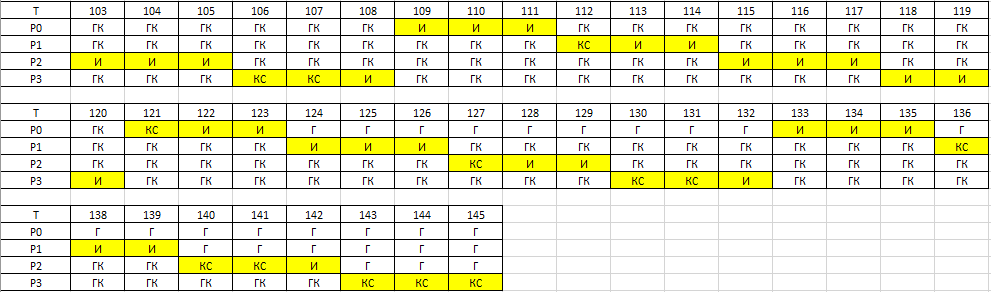 T 103 104 105 106 107 108 109 110 111 112 113 114 115 116 117 118 119
P0 ГК ГК ГК ГК ГК ГК И И И ГК ГК ГК ГК ГК ГК ГК ГК
P1 ГК ГК ГК ГК ГК ГК ГК ГК ГК КС И И ГК ГК ГК ГК ГК
P2 И И И ГК ГК ГК ГК ГК ГК ГК ГК ГК И И И ГК ГК
P3 ГК ГК ГК КС КС И ГК ГК ГК ГК ГК ГК ГК ГК ГК И И
T 120 121 122 123 124 125 126 127 128 129 130 131 132 133 134 135 136
P0 ГК КС И И Г Г Г Г Г Г Г Г Г И И И Г
P1 ГК ГК ГК ГК И И И ГК ГК ГК ГК ГК ГК ГК ГК ГК КС
P2 ГК ГК ГК ГК ГК ГК ГК КС И И ГК ГК ГК ГК ГК ГК ГК
P3 И ГК ГК ГК ГК ГК ГК ГК ГК ГК КС КС И ГК ГК ГК ГК
T 138 139 140 141 142 143 144 145
P0 Г Г Г Г Г Г Г Г
P1 И И Г Г Г Г Г Г
P2 ГК ГК КС КС И Г Г Г
P3 ГК ГК ГК ГК ГК КС КС КС